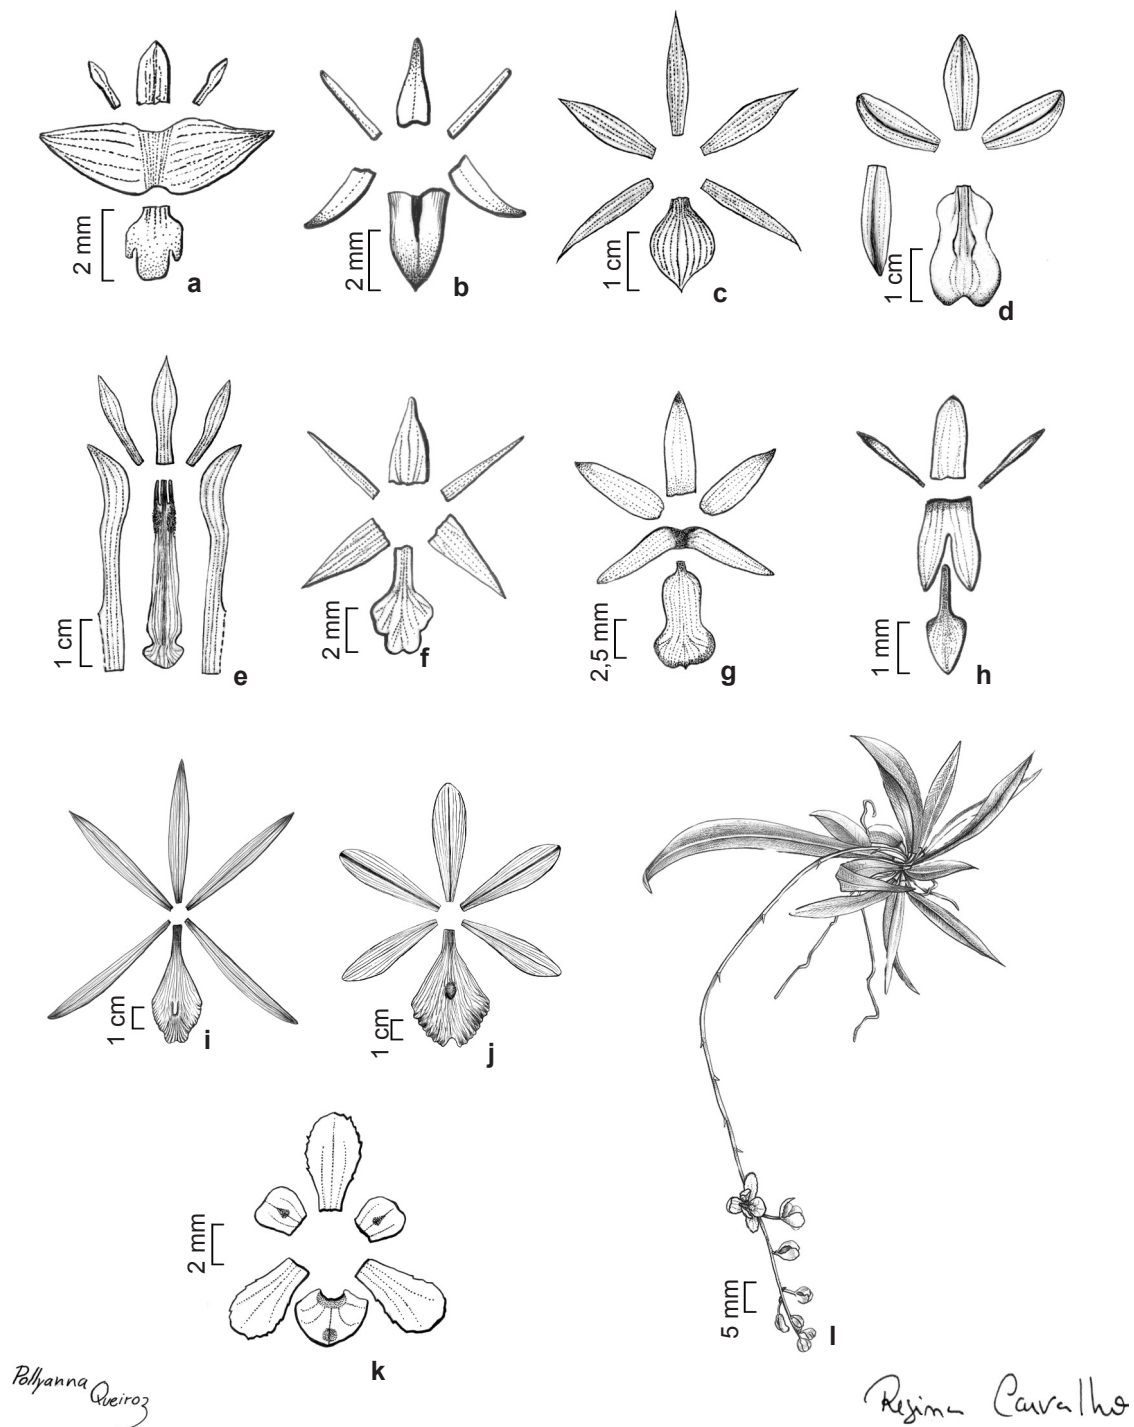 2 mm
a
2 mm
b
1 cm
c
1 cm
d
1 cm
e
2 mm
f
2,5 mm
g
1 mm
h
1 cm
i
1 cm
j
2 mm
k
5 mm
l
Pollyanna
Queiroz
Regina Carvalho